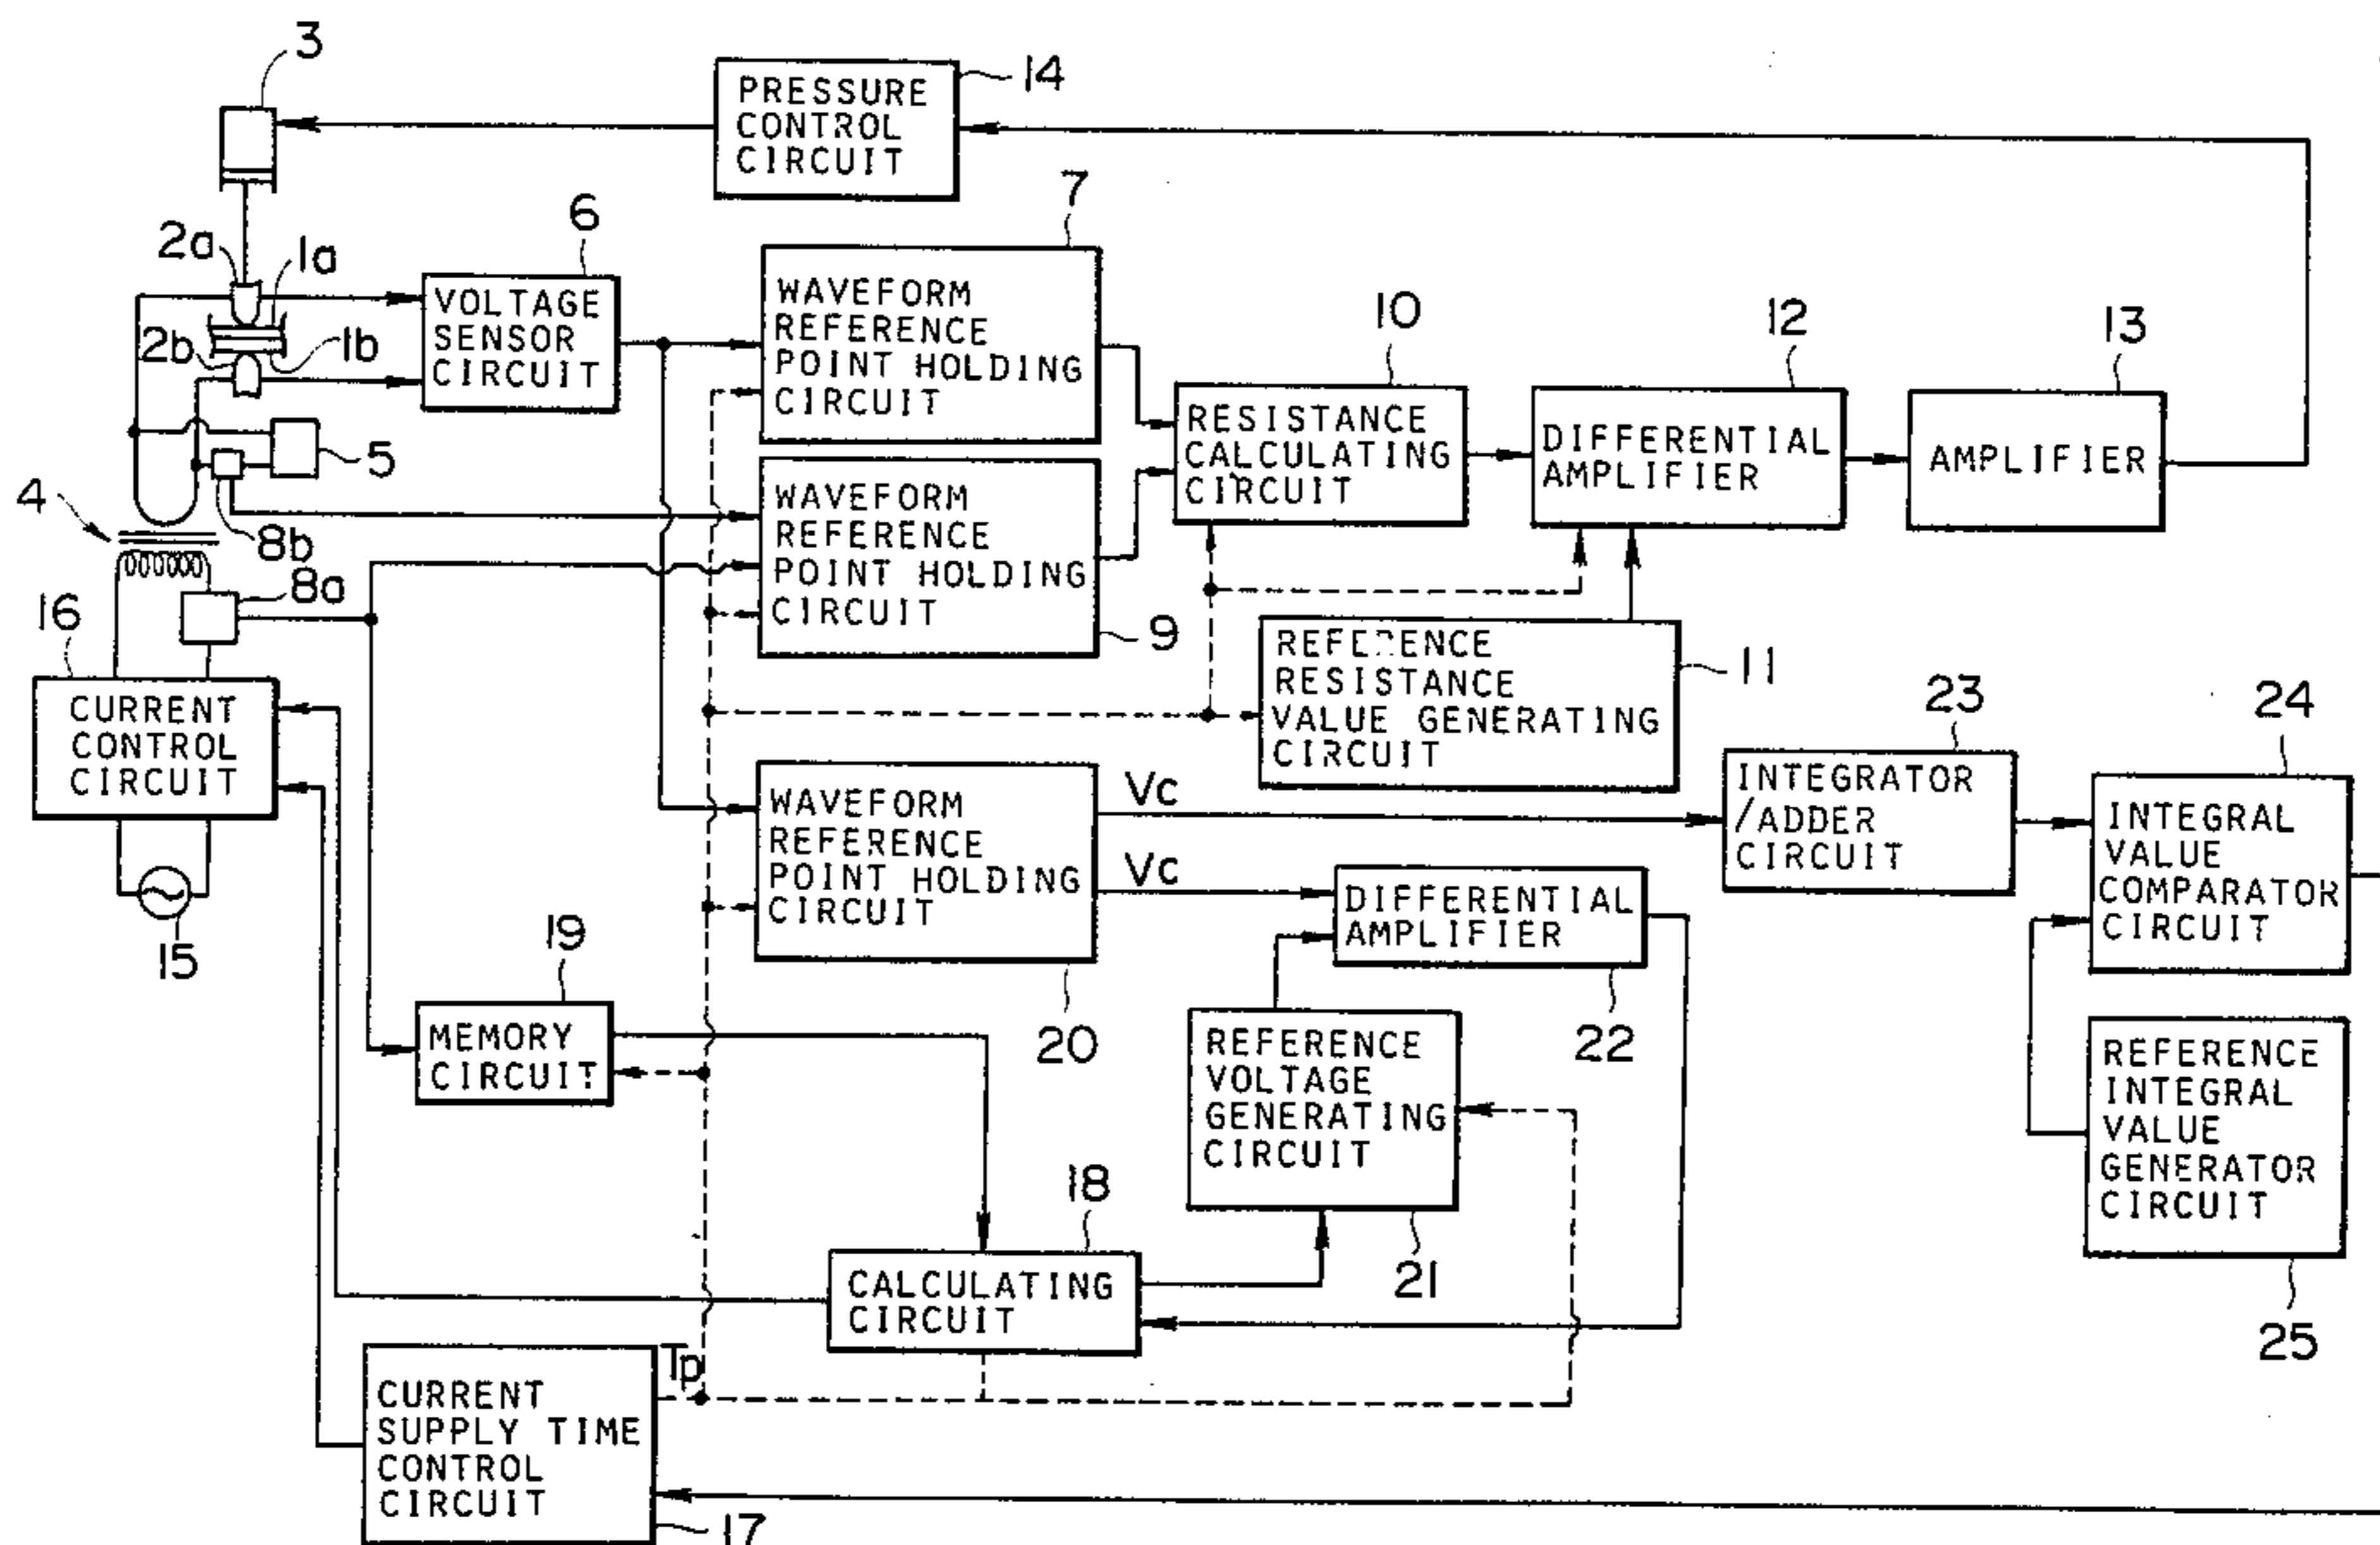 3
PRESSURE
CONTROL
CIRCUIT
14
2a
1a
2b
1b
6
VOLTAGE
SENSOR
CIRCUIT
7
WAVEFORM
REFERENCE
POINT HOLDING
CIRCUIT
10
RESISTANCE
CALCULATING
CIRCUIT
12
DIFFERENTIAL
AMPLIFIER
13
AMPLIFIER
5
4
8b
8a
WAVEFORM
REFERENCE
POINT HOLDING
CIRCUIT
9
16
CURRENT
CONTROL
CIRCUIT
15
REFERENCE
RESISTANCE
VALUE GENERATING
CIRCUIT
11
WAVEFORM
REFERENCE
POINT HOLDING
CIRCUIT
20
Vc
Vc
23
INTEGRATOR
/ADDER
CIRCUIT
24
INTEGRAL
VALUE
COMPARATOR
CIRCUIT
DIFFERENTIAL
AMPLIFIER
22
19
MEMORY
CIRCUIT
REFERENCE
VOLTAGE
GENERATING
CIRCUIT
21
REFERENCE
INTEGRAL
VALUE
GENERATOR
CIRCUIT
25
18
CALCULATING
CIRCUIT
Tp
CURRENT
SUPPLY TIME
CONTROL
CIRCUIT
17